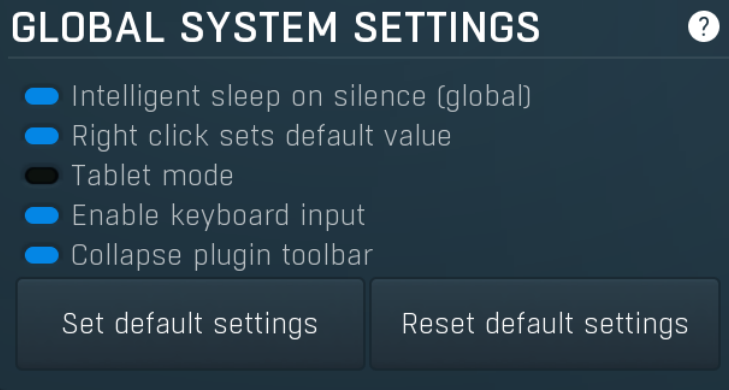 GLOBAL SYSTEM SETTINGS ?
Intelligent sleep on silence (global)
Right click sets default value
Tablet mode
Enable keyboard input
Collapse plugin toolbar
Set default settings Reset default settings